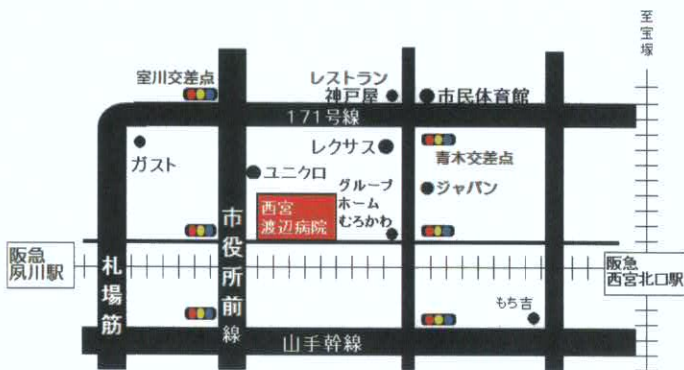 至宝塚
室川交差点
レストラン
神戸屋
市民体育館
171号線
レクサス
青木交差点
ガスト
ユニクロ
グループ
ホーム
むろかわ
ジャパン
西宮
渡辺病院
市役所前線
阪急
夙川駅
札場筋
阪急
西宮北口駅
もち吉
山手幹線